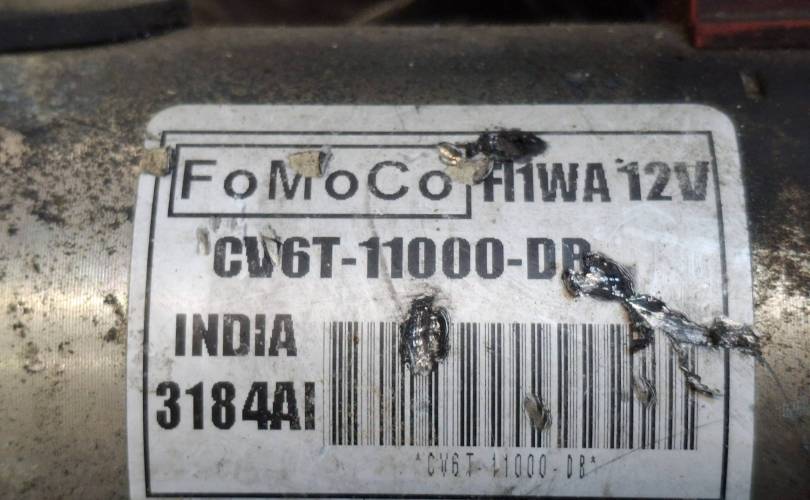 FoMoCo FI1WA 12V
CV6T-11000-DB
INDIA
3184AI
*CV6T-11000-DB*